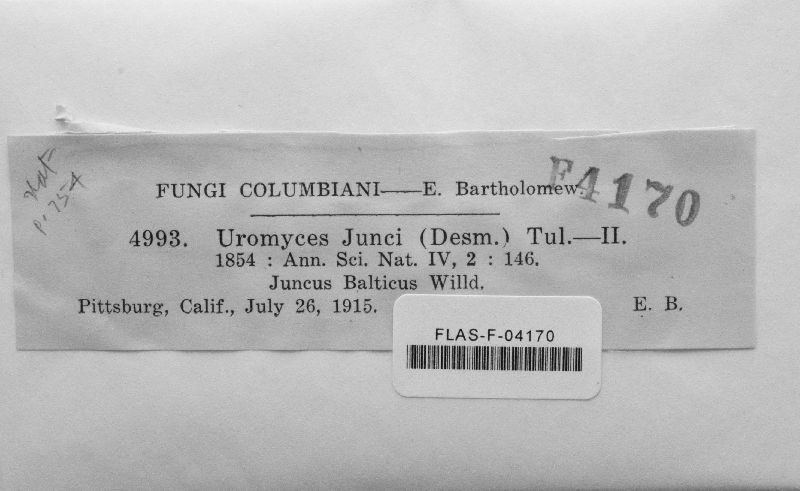 p. 754
F4170
FUNGI COLUMBIANI—E. Bartholomew.
4993. Uromyces Junci (Desm.) Tul.—II.
1854 : Ann. Sci. Nat. IV, 2 : 146.
Juncus Balticus Willd.
Pittsburg, Calif., July 26, 1915. E. B.
FLAS-F-04170